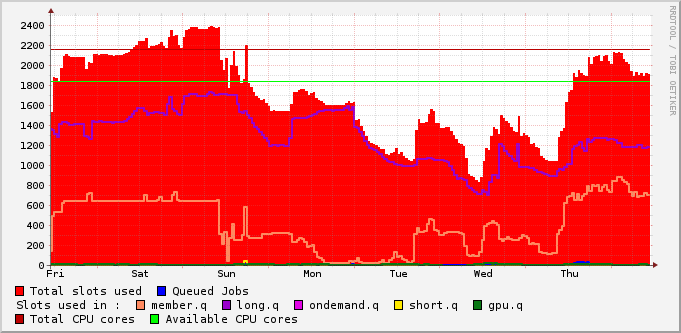 RRDTOOL / TOBI OETIKER
2400
2200
2000
1800
1600
1400
1200
1000
800
600
400
200
0
Fri Sat Sun Mon Tue Wed Thu
Total slots used Queued Jobs
Slots used in : member.q long.q ondemand.q short.q gpu.q
Total CPU cores Available CPU cores